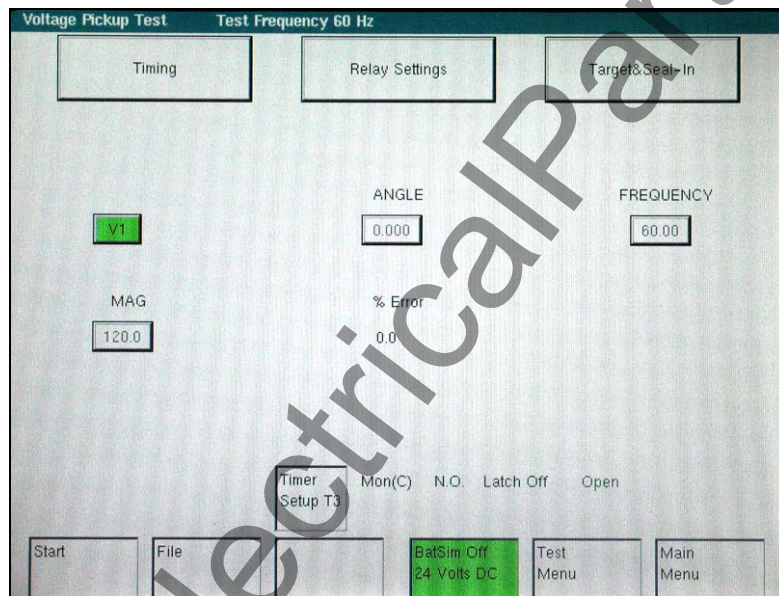 Voltage Pickup Test Test Frequency 60 Hz
Timing
Relay Settings
Target&Seal-In
ANGLE
FREQUENCY
V1
0.000
60.00
MAG
% Error
120.0
0.0
Timer
Setup T3
Mon(C) N.O. Latch Off Open
Start
File
BatSim Off
24 Volts DC
Test
Menu
Main
Menu